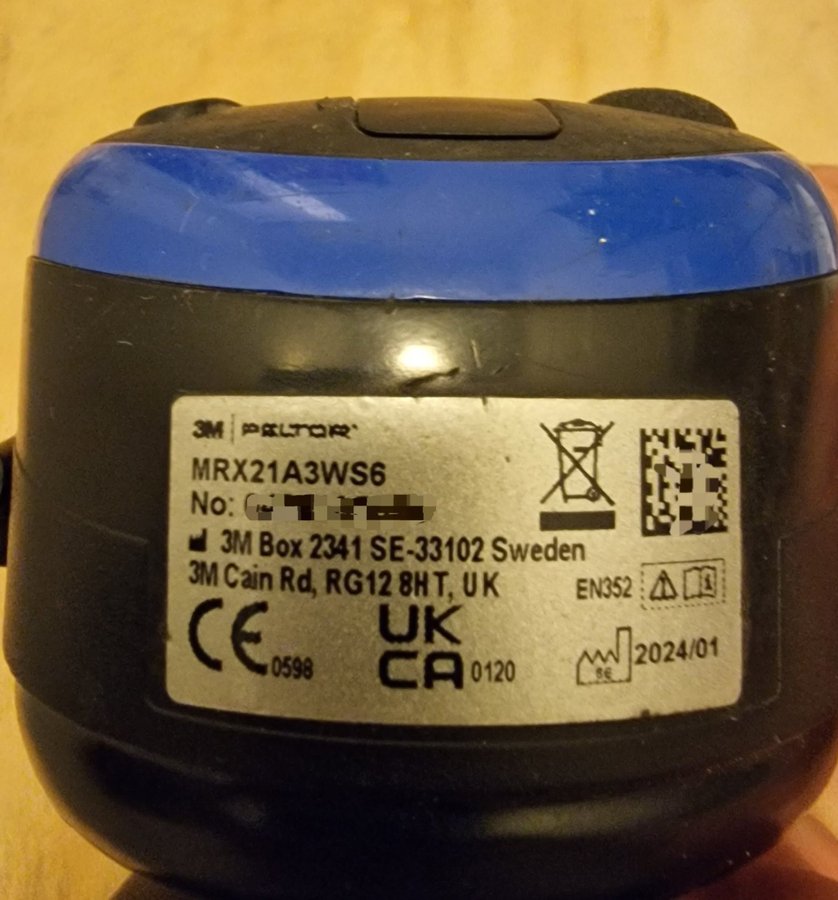 3M | PELTOR
MRX21A3WS6
No:
3M Box 2341 SE-33102 Sweden
3M Cain Rd, RG12 8HT, UK
EN352
CE 0598
UK
CA 0120
SE
2024/01